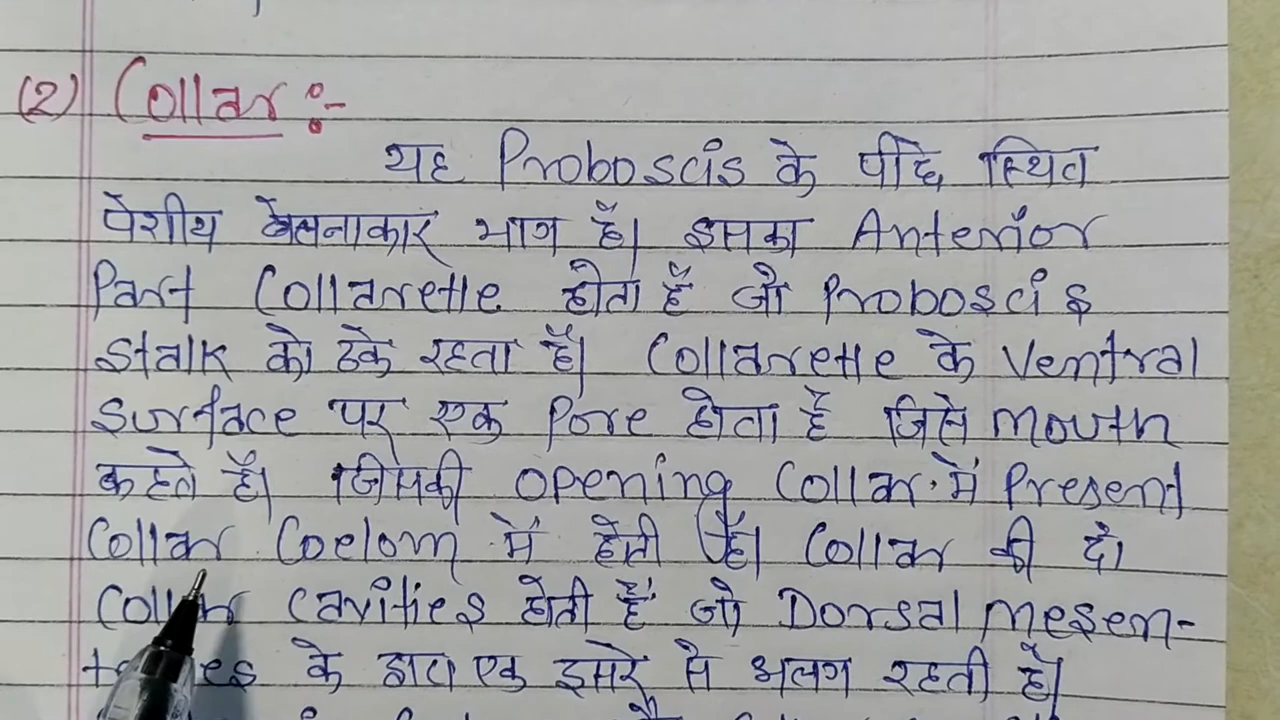 (2) Collar :-
यह Proboscis के पीछे स्थित
पेशीय बेलनाकार भाग है। इसका Anterior
Part Collarette होता है जो Proboscis
Stalk को ढके रहता है। Collarette के Ventral
Surface पर एक Pore होता है जिसे mouth
कहते है। जिसकी opening Collar में Present
Collar Coelom में होती है। Collar की दो
Collar Cavities होती हैं जो Dorsal mesen-
teries के द्वारा एक दूसरे से अलग रहती है।